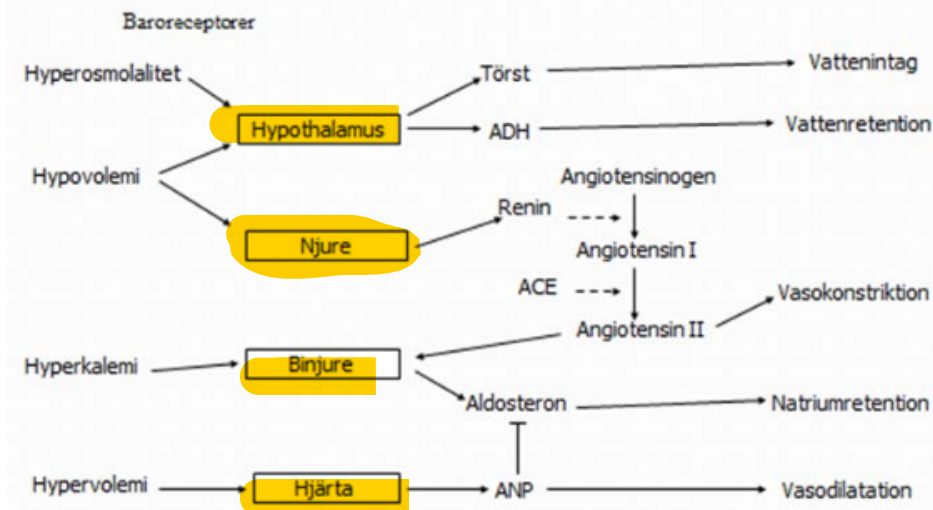 Baroreceptorer
Hyperosmolalitet
Törst
Vattenintag
Hypothalamus
ADH
Vattenretention
Hypovolemi
Angiotensinogen
Renin
Njure
Angiotensin I
ACE
Vasokonstriktion
Angiotensin II
Hyperkalemi
Binjure
Aldosteron
Natriumretention
Hypervolemi
Hjärta
ANP
Vasodilatation